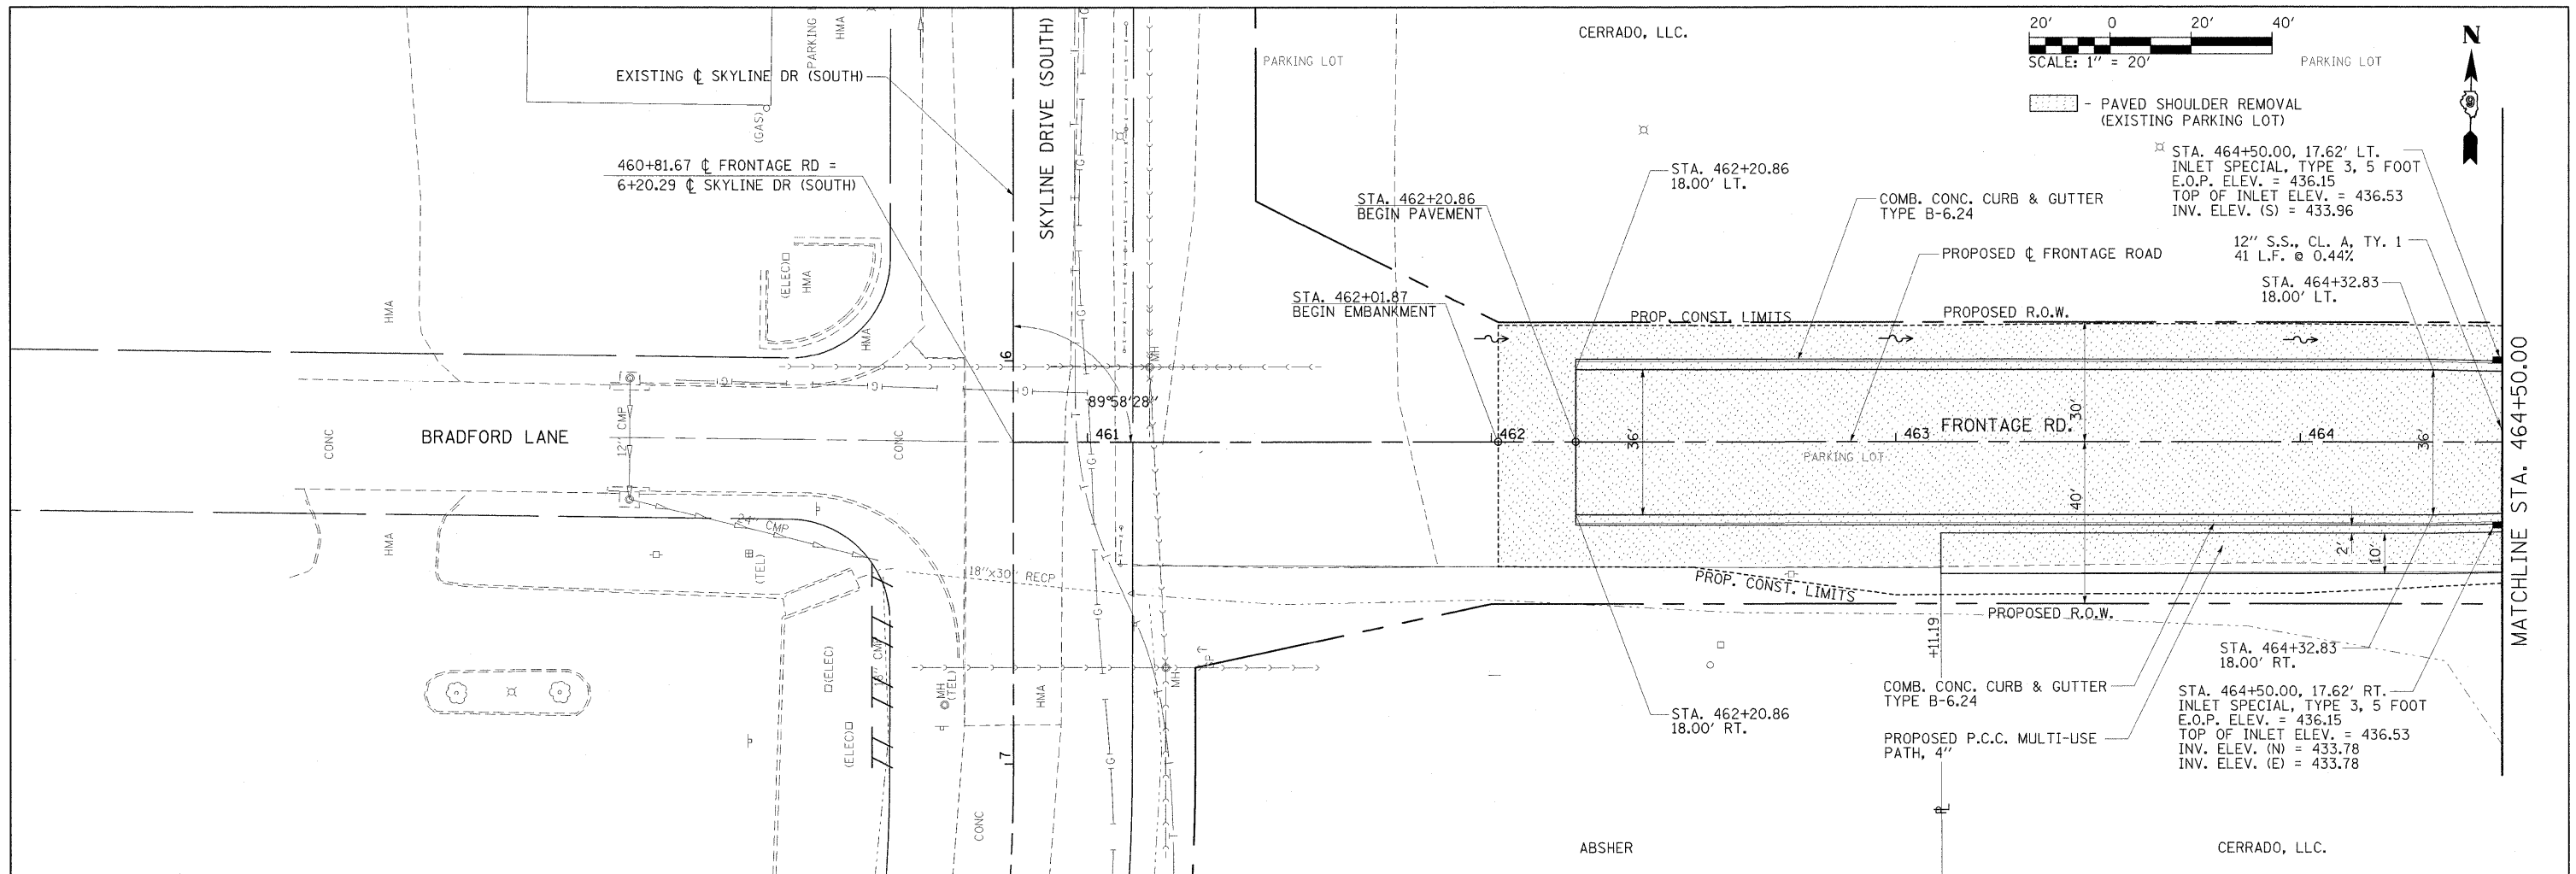 CERRADO, LLC.
20' 0 20' 40'
SCALE: 1" = 20'
PARKING LOT
N
PARKING
HMA
SKYLINE DRIVE (SOUTH)
PARKING LOT
EXISTING ℄ SKYLINE DR (SOUTH)
(GAS)
- PAVED SHOULDER REMOVAL
(EXISTING PARKING LOT)
460+81.67 ℄ FRONTAGE RD =
6+20.29 ℄ SKYLINE DR (SOUTH)
STA. 462+20.86
18.00' LT.
STA. 464+50.00, 17.62' LT.
INLET SPECIAL, TYPE 3, 5 FOOT
E.O.P. ELEV. = 436.15
TOP OF INLET ELEV. = 436.53
INV. ELEV. (S) = 433.96
STA. 462+20.86
BEGIN PAVEMENT
COMB. CONC. CURB & GUTTER
TYPE B-6.24
PROPOSED ℄ FRONTAGE ROAD
12" S.S., CL. A, TY. 1
41 L.F. @ 0.44%
STA. 464+32.83
18.00' LT.
(ELEC)
HMA
HMA
HMA
STA. 462+01.87
BEGIN EMBANKMENT
PROP. CONST. LIMITS
PROPOSED R.O.W.
6
MH
G G G G
89°58'28"
BRADFORD LANE
12" CMP
CONC
CONC
461
462
463
464
FRONTAGE RD.
PARKING LOT
36'
30'
40'
36'
MATCHLINE STA. 464+50.00
24" CMP
HMA
(TEL)
18"x30" RECP
2'
10'
PROP. CONST. LIMITS
PROPOSED R.O.W.
+11.19
(ELEC)
18" CMP
MH
(TEL)
HMA
MH
(ELEC)
7
CONC
STA. 462+20.86
18.00' RT.
STA. 464+32.83
18.00' RT.
COMB. CONC. CURB & GUTTER
TYPE B-6.24
PROPOSED P.C.C. MULTI-USE
PATH, 4"
STA. 464+50.00, 17.62' RT.
INLET SPECIAL, TYPE 3, 5 FOOT
E.O.P. ELEV. = 436.15
TOP OF INLET ELEV. = 436.53
INV. ELEV. (N) = 433.78
INV. ELEV. (E) = 433.78
ABSHER
CERRADO, LLC.